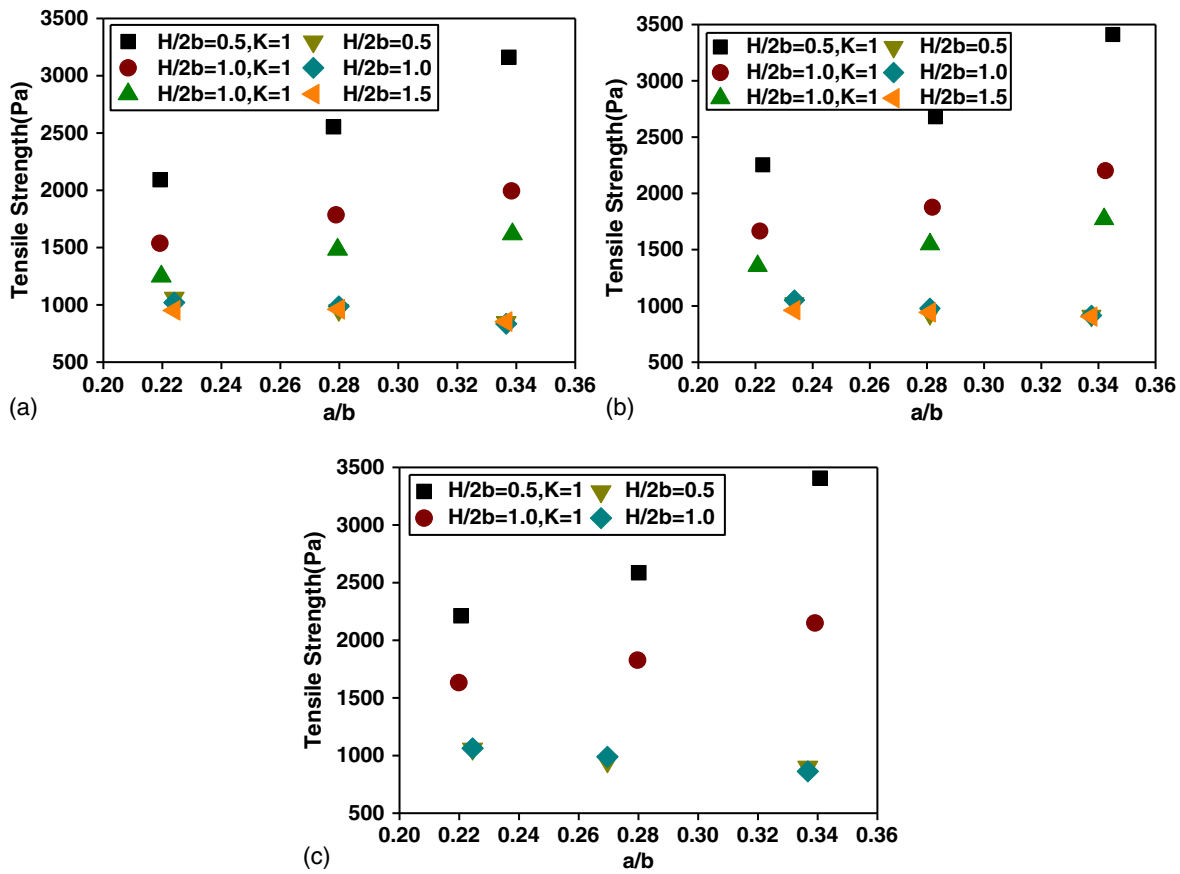 3500
3000
2500
2000
1500
1000
500
Tensile Strength(Pa)
H/2b=0.5,K=1 H/2b=0.5
H/2b=1.0,K=1 H/2b=1.0
H/2b=1.0,K=1 H/2b=1.5
0.20 0.22 0.24 0.26 0.28 0.30 0.32 0.34 0.36
a/b
(a)
3500
3000
2500
2000
1500
1000
500
Tensile Strength(Pa)
H/2b=0.5,K=1 H/2b=0.5
H/2b=1.0,K=1 H/2b=1.0
H/2b=1.0,K=1 H/2b=1.5
0.20 0.22 0.24 0.26 0.28 0.30 0.32 0.34 0.36
a/b
(b)
3500
3000
2500
2000
1500
1000
500
Tensile Strength(Pa)
H/2b=0.5,K=1 H/2b=0.5
H/2b=1.0,K=1 H/2b=1.0
0.20 0.22 0.24 0.26 0.28 0.30 0.32 0.34 0.36
a/b
(c)